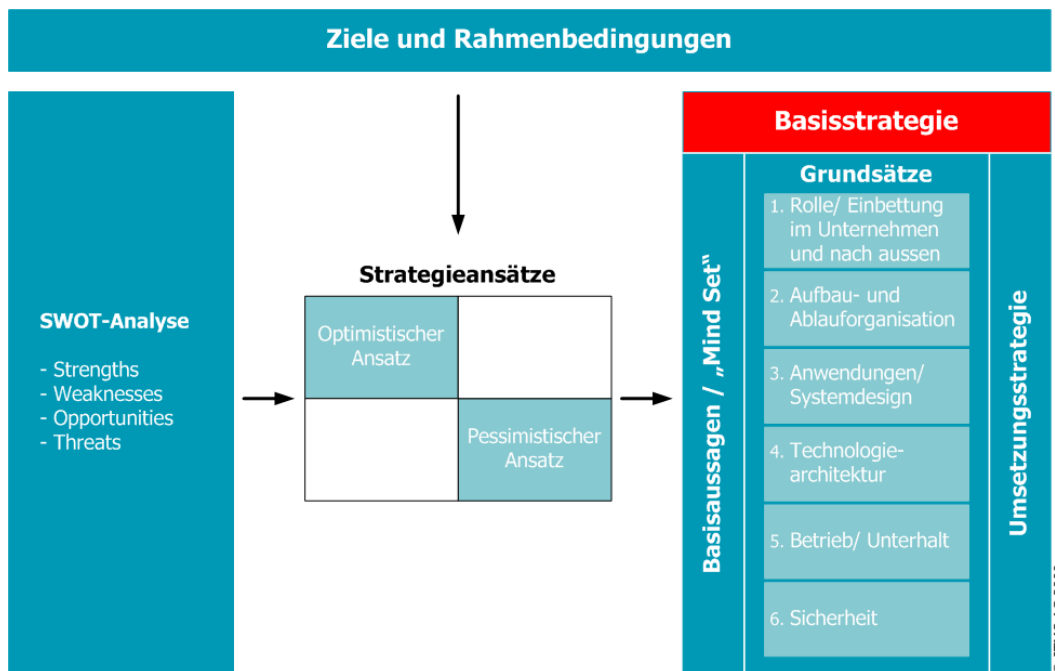 Ziele und Rahmenbedingungen
SWOT-Analyse
- Strengths
- Weaknesses
- Opportunities
- Threats
Strategieansätze
Optimistischer
Ansatz
Pessimistischer
Ansatz
Basisstrategie
Basisaussagen / „Mind Set“
Grundsätze
1. Rolle/ Einbettung
im Unternehmen
und nach aussen
2. Aufbau- und
Ablauforganisation
3. Anwendungen/
Systemdesign
4. Technologie-
architektur
5. Betrieb/ Unterhalt
6. Sicherheit
Umsetzungsstrategie